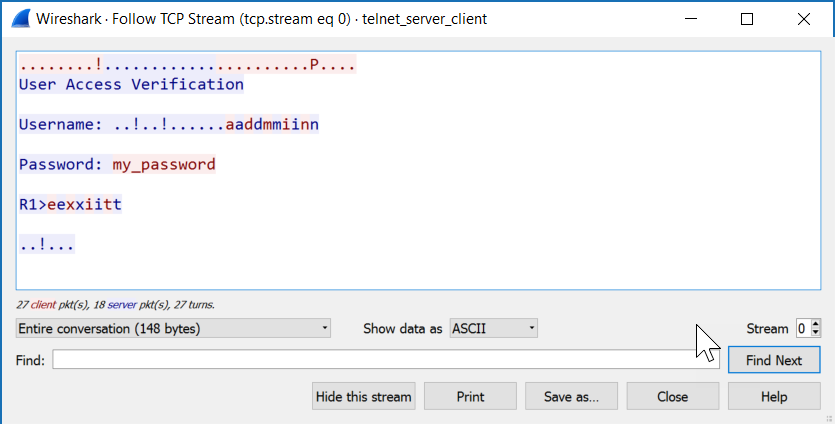 Wireshark · Follow TCP Stream (tcp.stream eq 0) · telnet_server_client
........!......................P....
User Access Verification
Username: ..!..!......aaddmmiinn
Password: my_password
R1>eexxiitt
..!...
27 client pkt(s), 18 server pkt(s), 27 turns.
Entire conversation (148 bytes) Show data as ASCII Stream 0
Find: Find Next
Hide this stream Print Save as... Close Help